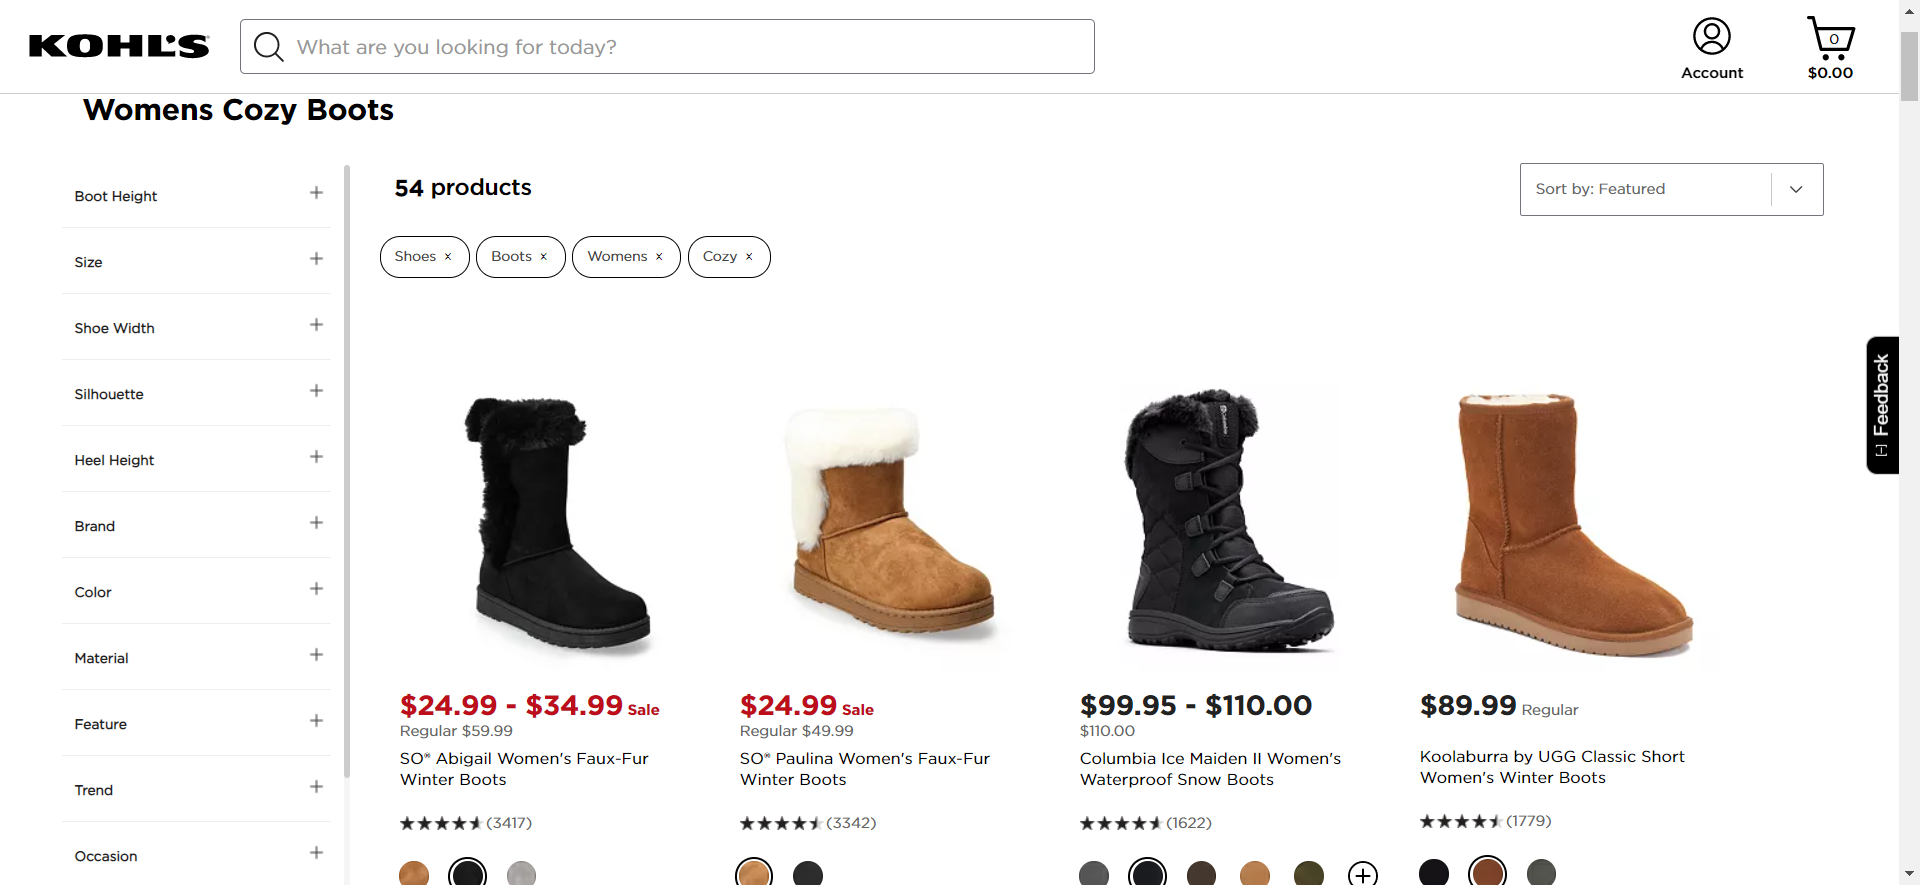 KOHL'S
What are you looking for today?
Account
0
$0.00
Womens Cozy Boots
Boot Height
Size
Shoe Width
Silhouette
Heel Height
Brand
Color
Material
Feature
Trend
Occasion
54 products
Sort by: Featured
Shoes x
Boots x
Womens x
Cozy x
[-] Feedback
$24.99 - $34.99 Sale
Regular $59.99
SO® Abigail Women's Faux-Fur
Winter Boots
(3417)
$24.99 Sale
Regular $49.99
SO® Paulina Women's Faux-Fur
Winter Boots
(3342)
$99.95 - $110.00
$110.00
Columbia Ice Maiden II Women's
Waterproof Snow Boots
(1622)
$89.99 Regular
Koolaburra by UGG Classic Short
Women's Winter Boots
(1779)